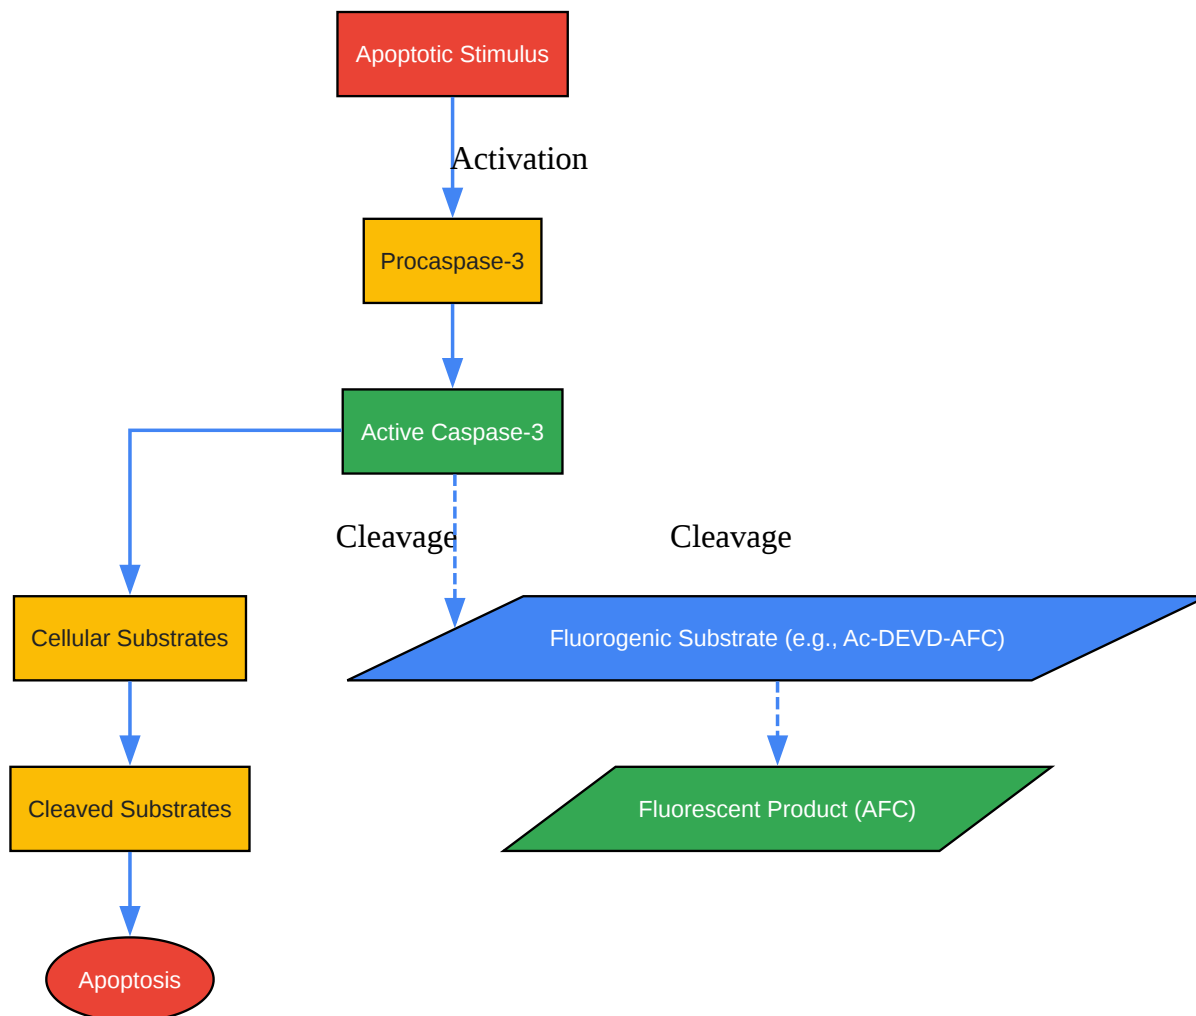 Apoptotic Stimulus
Activation
Procaspase-3
Active Caspase-3
Cleavage
Cleavage
Cellular Substrates
Fluorogenic Substrate (e.g., Ac-DEVD-AFC)
Cleaved Substrates
Fluorescent Product (AFC)
Apoptosis